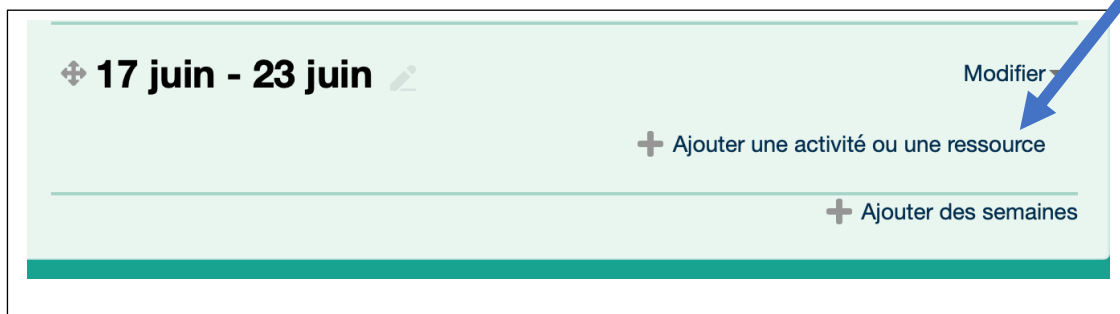 17 juin - 23 juin
Modifier
Ajouter une activité ou une ressource
Ajouter des semaines